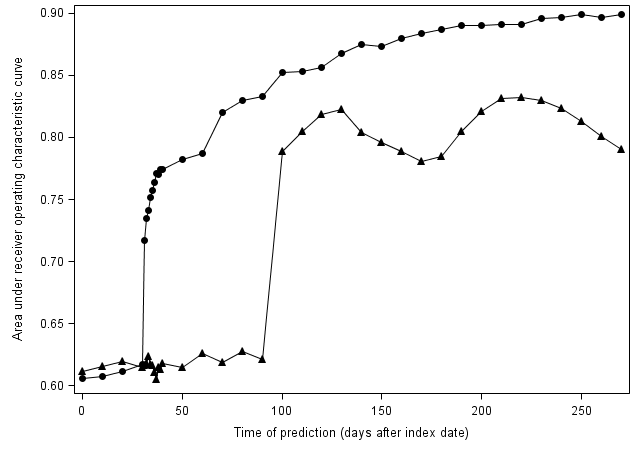 0.90
0.85
0.80
0.75
0.70
0.65
0.60
Area under receiver operating characteristic curve
0 50 100 150 200 250
Time of prediction (days after index date)